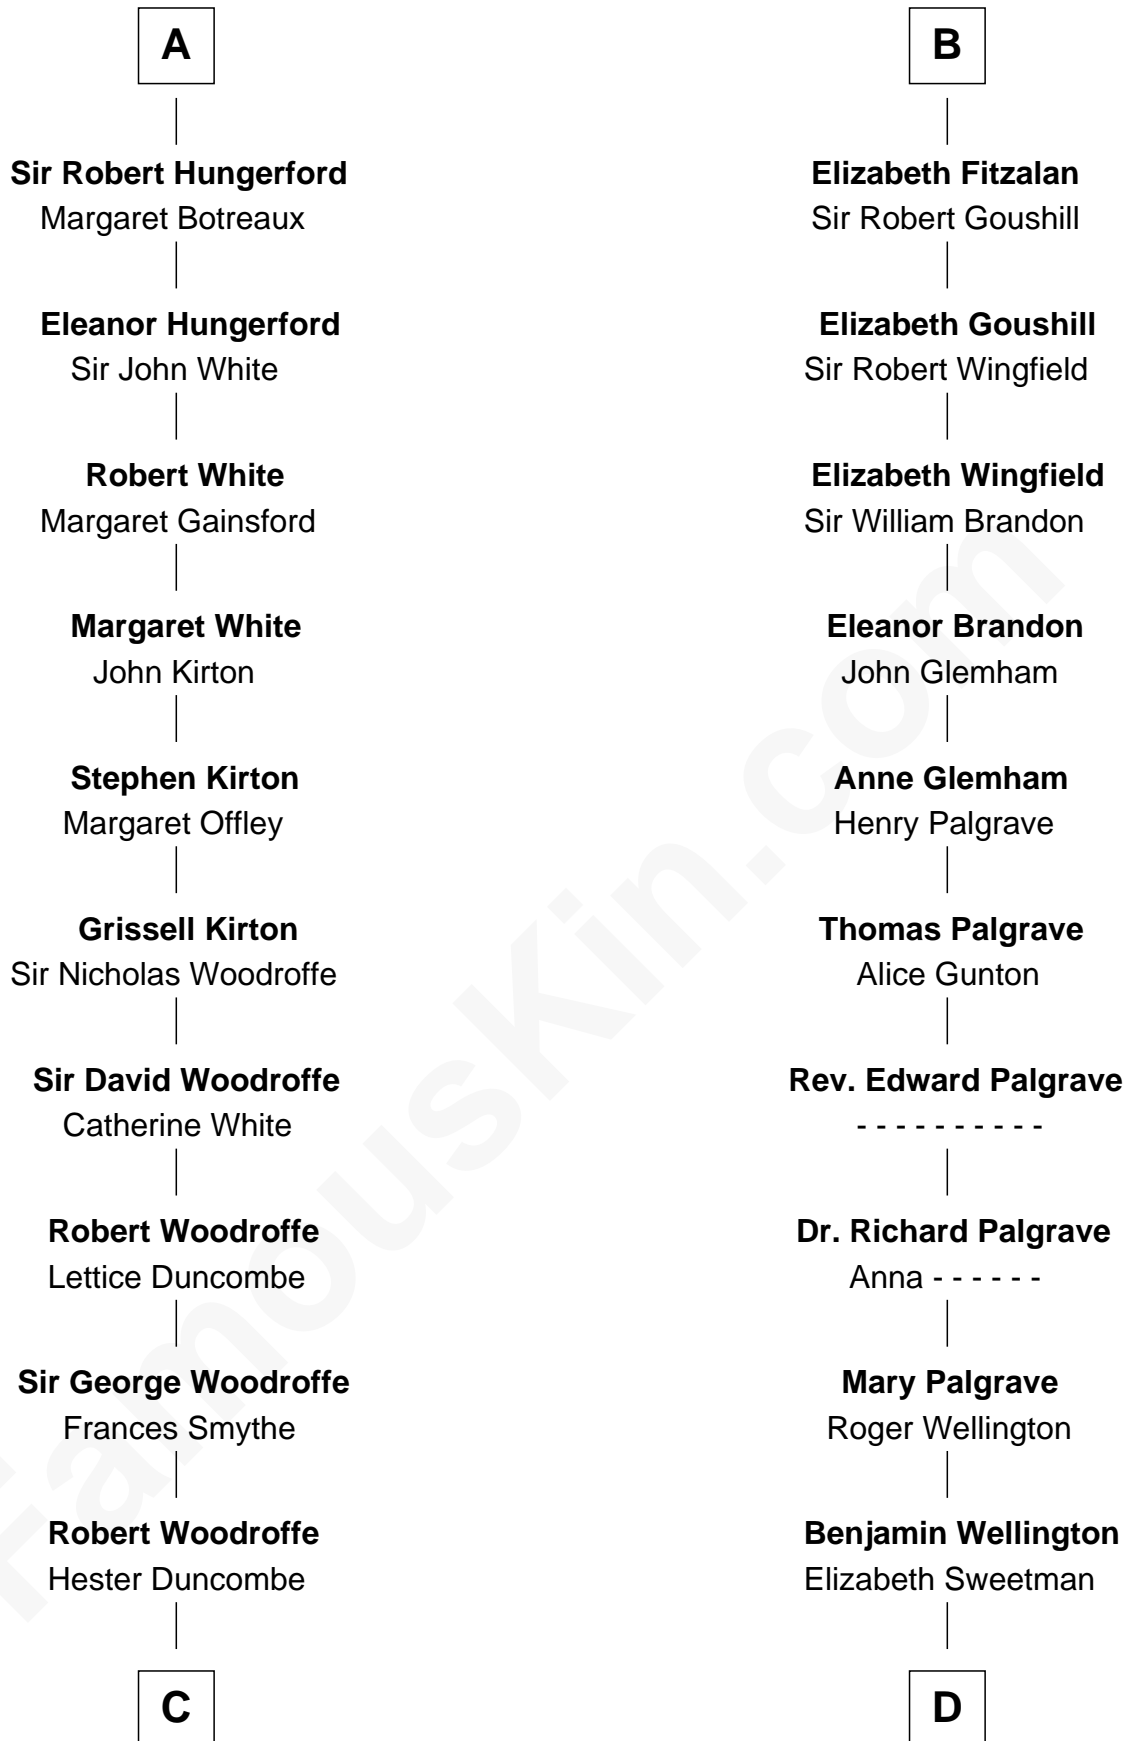 A
Sir Robert Hungerford
Margaret Botreaux
Eleanor Hungerford
Sir John White
Robert White
Margaret Gainsford
Margaret White
John Kirton
Stephen Kirton
Margaret Offley
Grissell Kirton
Sir Nicholas Woodroffe
Sir David Woodroffe
Catherine White
Robert Woodroffe
Lettice Duncombe
Sir George Woodroffe
Frances Smythe
Robert Woodroffe
Hester Duncombe
C
B
Elizabeth Fitzalan
Sir Robert Goushill
Elizabeth Goushill
Sir Robert Wingfield
Elizabeth Wingfield
Sir William Brandon
Eleanor Brandon
John Glemham
Anne Glemham
Henry Palgrave
Thomas Palgrave
Alice Gunton
Rev. Edward Palgrave
- - - - - - - - - -
Dr. Richard Palgrave
Anna - - - - - -
Mary Palgrave
Roger Wellington
Benjamin Wellington
Elizabeth Sweetman
D
FamousKin.com